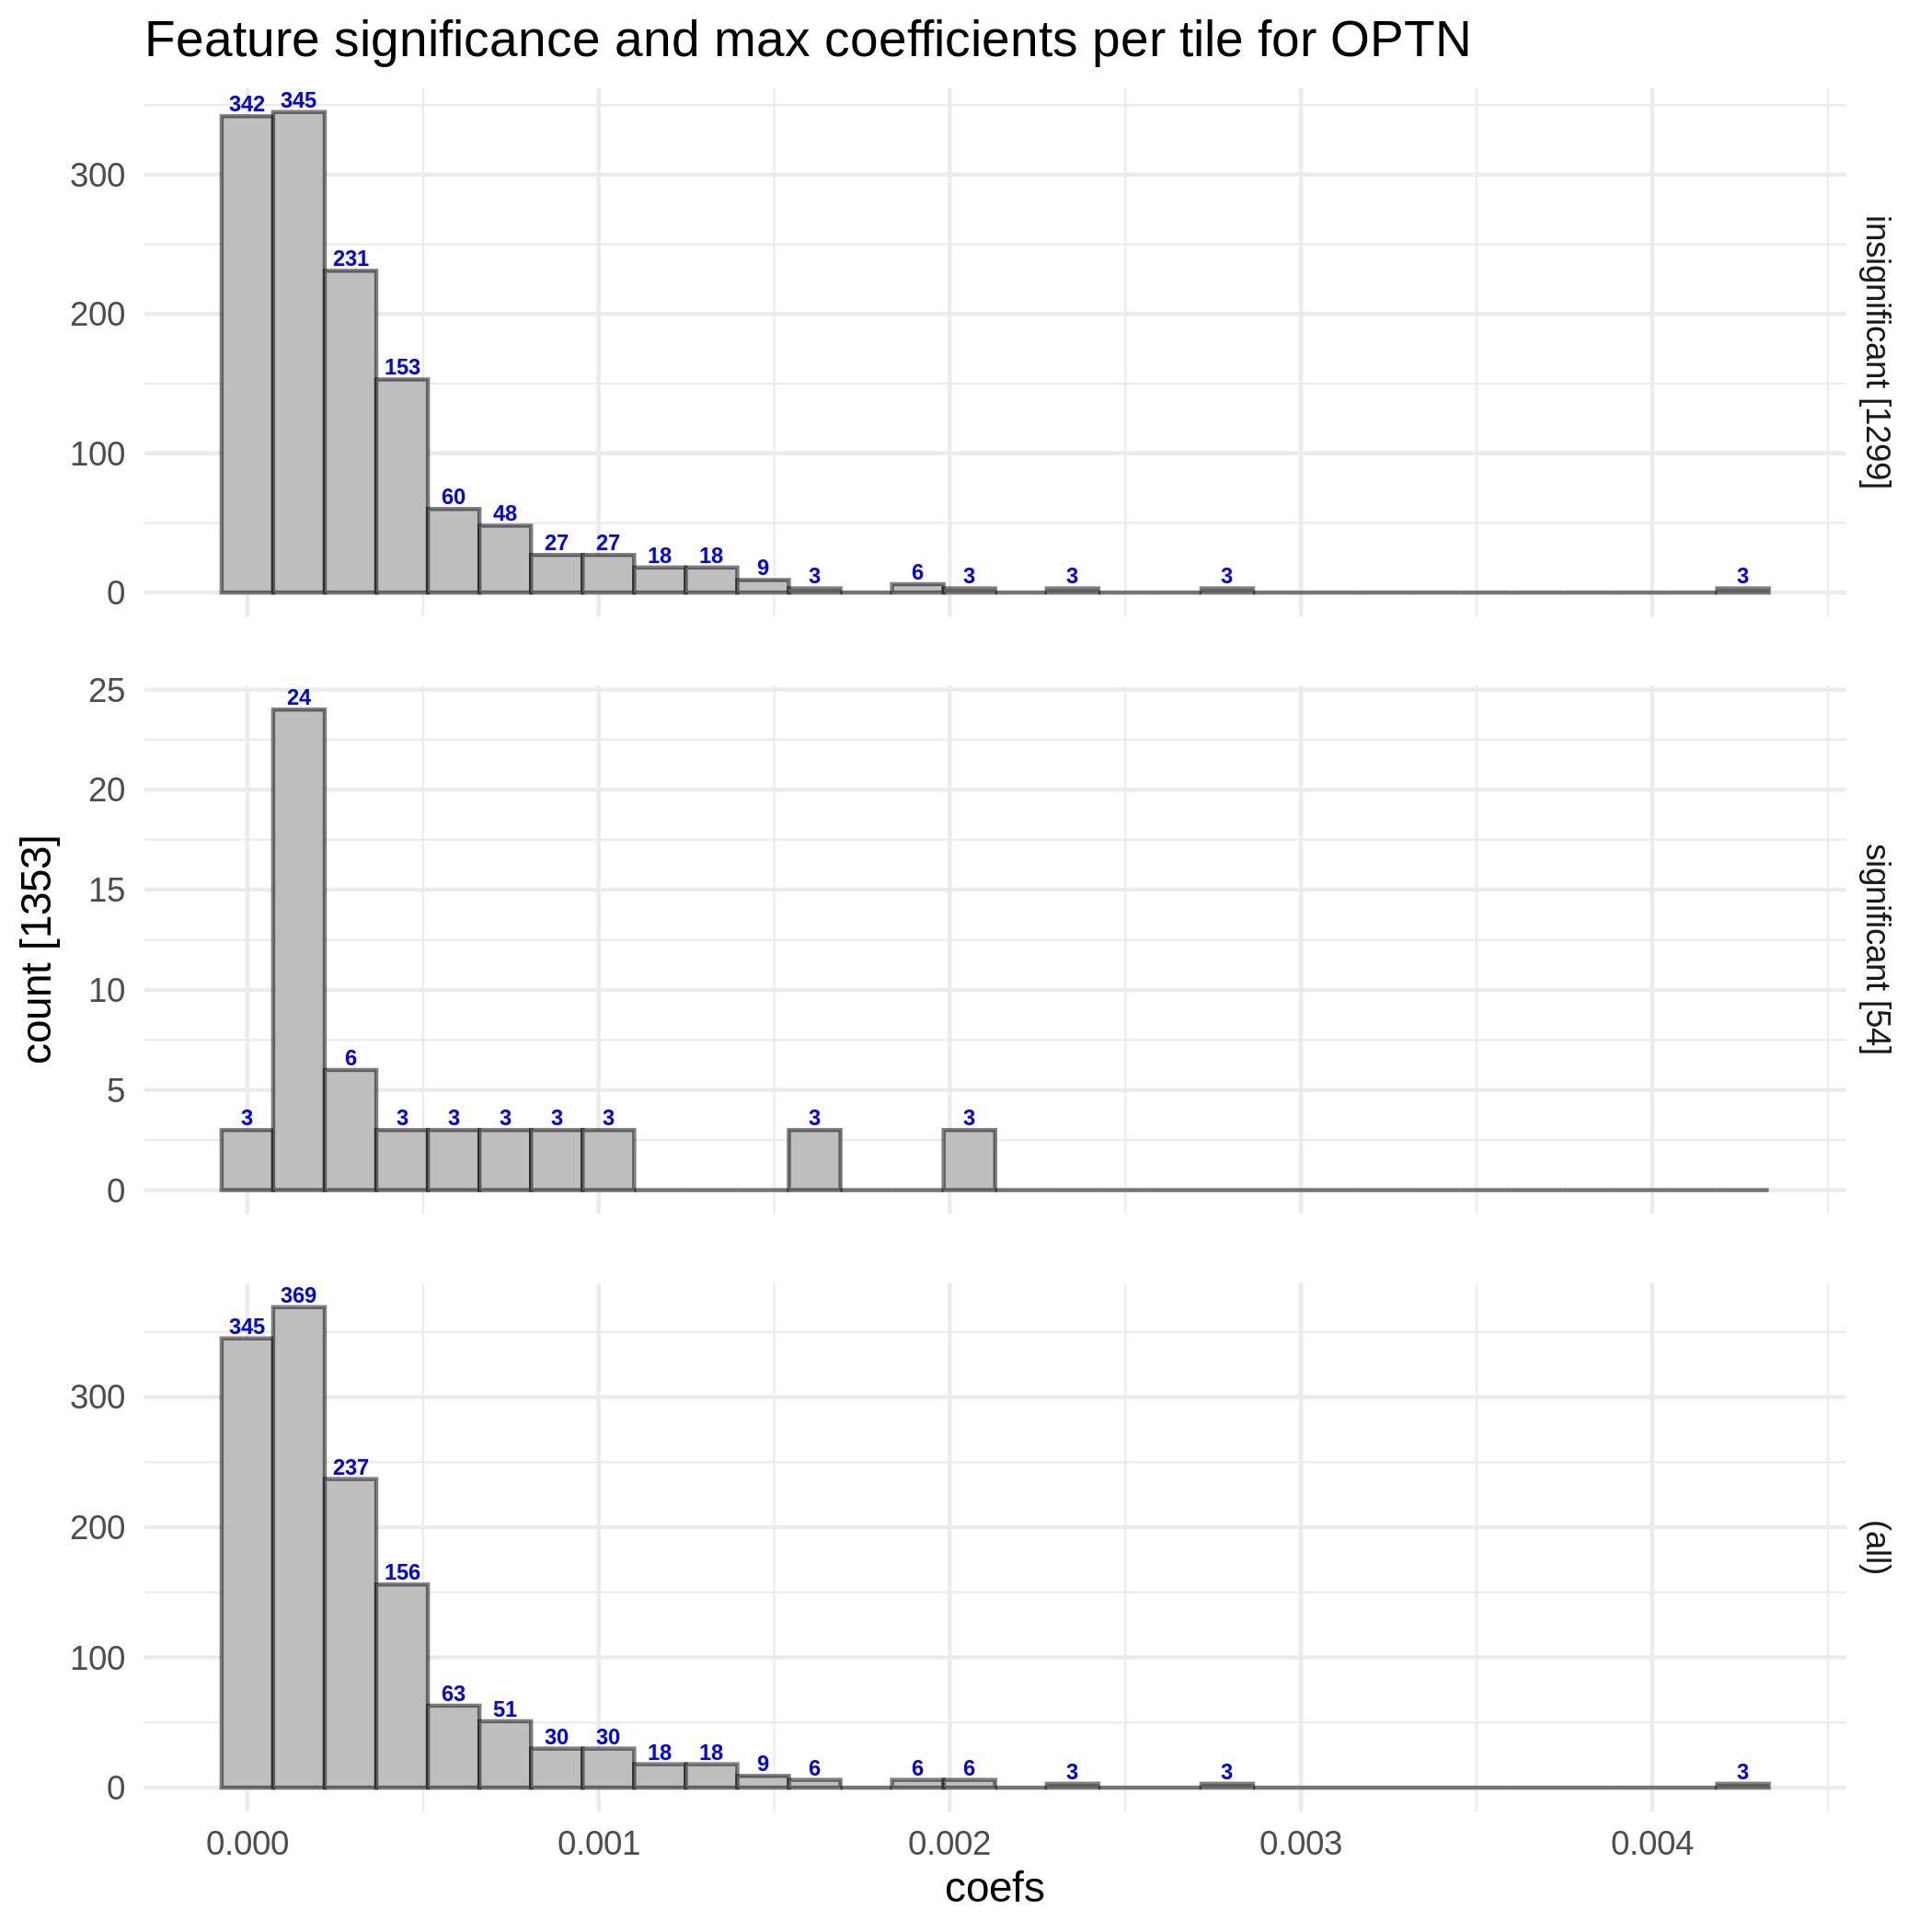 Feature significance and max coefficients per tile for OPTN
342 345 231 153 60 48 27 27 18 18 9 3 6 3 3 3 3
300
200
100
0
insignificant [1299]
24 3 6 3 3 3 3 3 3 3
25
20
15
10
5
0
significant [54]
count [1353]
345 369 237 156 63 51 30 30 18 18 9 6 6 6 3 3 3
300
200
100
0
(all)
0.000 0.001 0.002 0.003 0.004
coefs